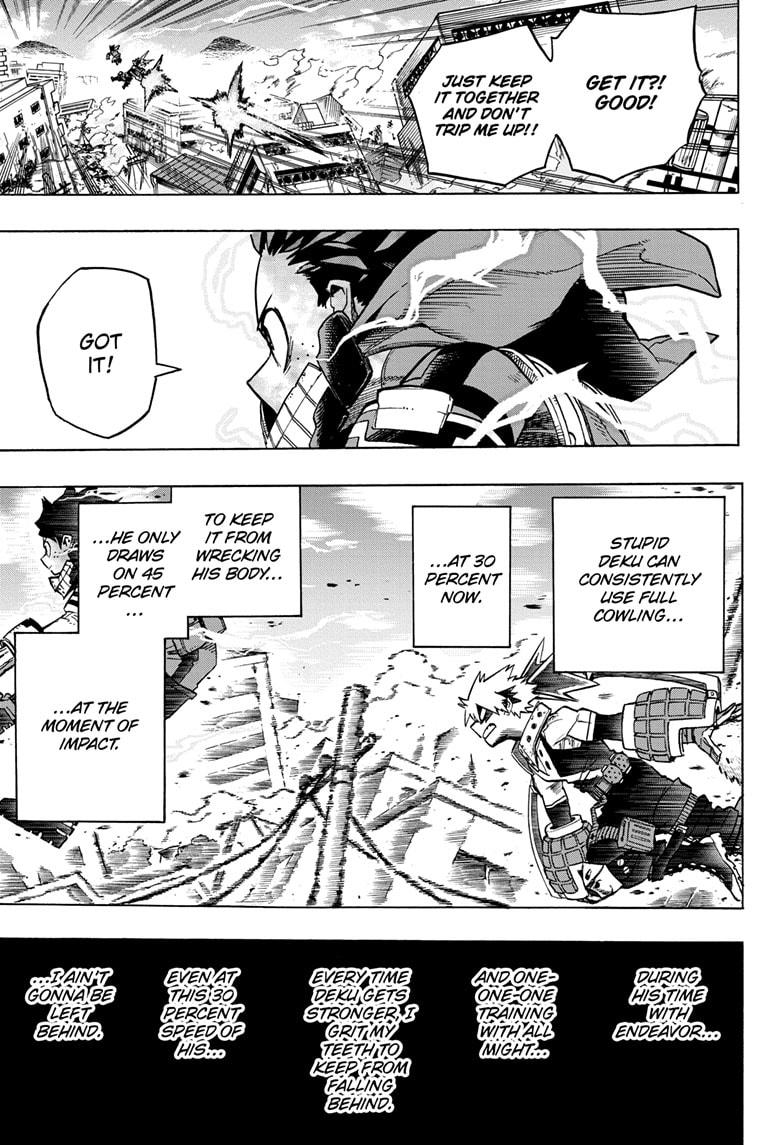 GET IT?!
GOOD!
JUST KEEP
IT TOGETHER
AND DON'T
TRIP ME UP!!
GOT
IT!
STUPID
DEKU CAN
CONSISTENTLY
USE FULL
COWLING...
...AT 30
PERCENT
NOW.
TO KEEP
IT FROM
WRECKING
HIS BODY...
...HE ONLY
DRAWS
ON 45
PERCENT
...
...AT THE
MOMENT OF
IMPACT.
DURING
HIS TIME
WITH
ENDEAVOR...
AND ONE-
ONE-ONE
TRAINING
WITH ALL
MIGHT...
EVERY TIME
DEKU GETS
STRONGER, I
GRIT MY
TEETH TO
KEEP FROM
FALLING
BEHIND.
EVEN AT
THIS 30
PERCENT
SPEED OF
HIS...
...I AIN'T
GONNA BE
LEFT
BEHIND.